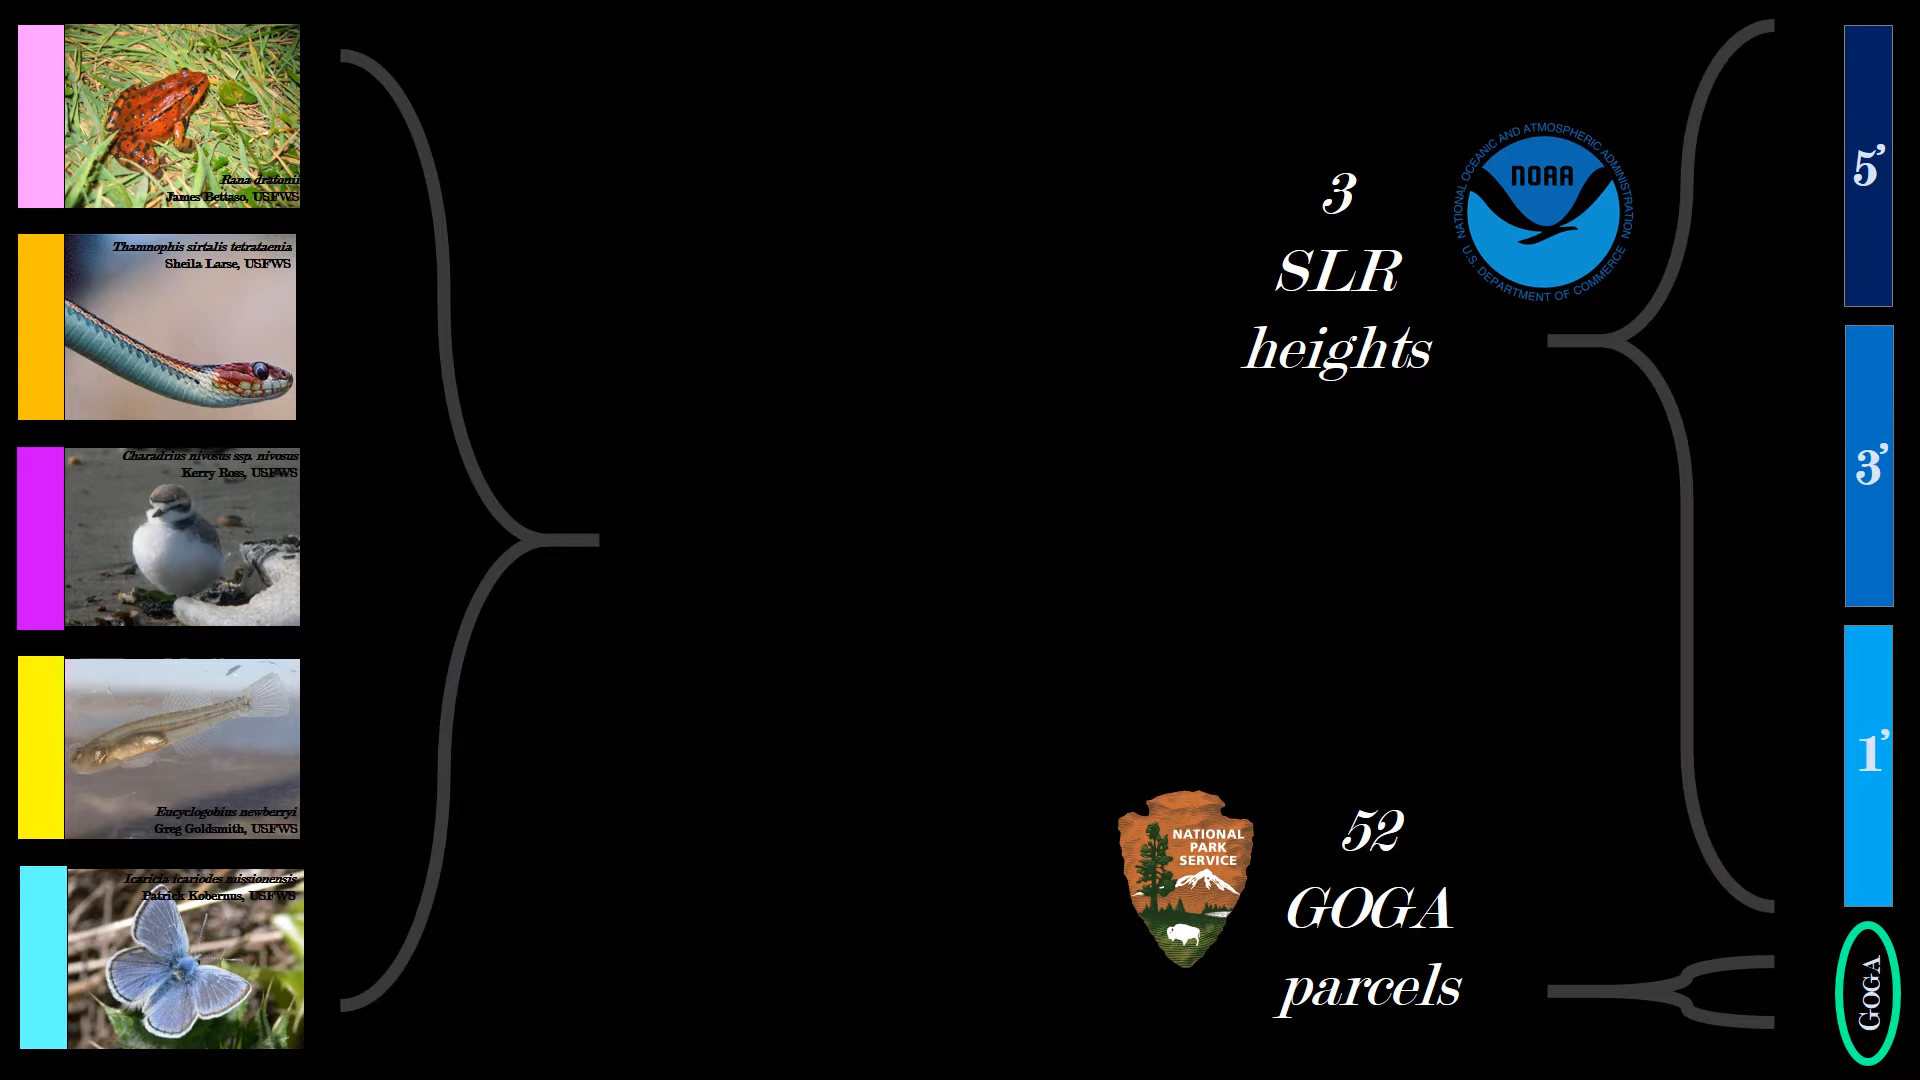 Rana dratonii
James Bettaso, USFWS
Thamnophis sirtalis tetrataenia
Sheila Larse, USFWS
Charadrius nivosus ssp. nivosus
Kerry Ross, USFWS
Eucyclogobius newberryi
Greg Goldsmith, USFWS
Icaricia icariodes missionensis
Patrick Kobernus, USFWS
3
SLR
heights
NATIONAL OCEANIC AND ATMOSPHERIC ADMINISTRATION
NOAA
U.S. DEPARTMENT OF COMMERCE
NATIONAL
PARK
SERVICE
52
GOGA
parcels
5’
3’
1’
GOGA